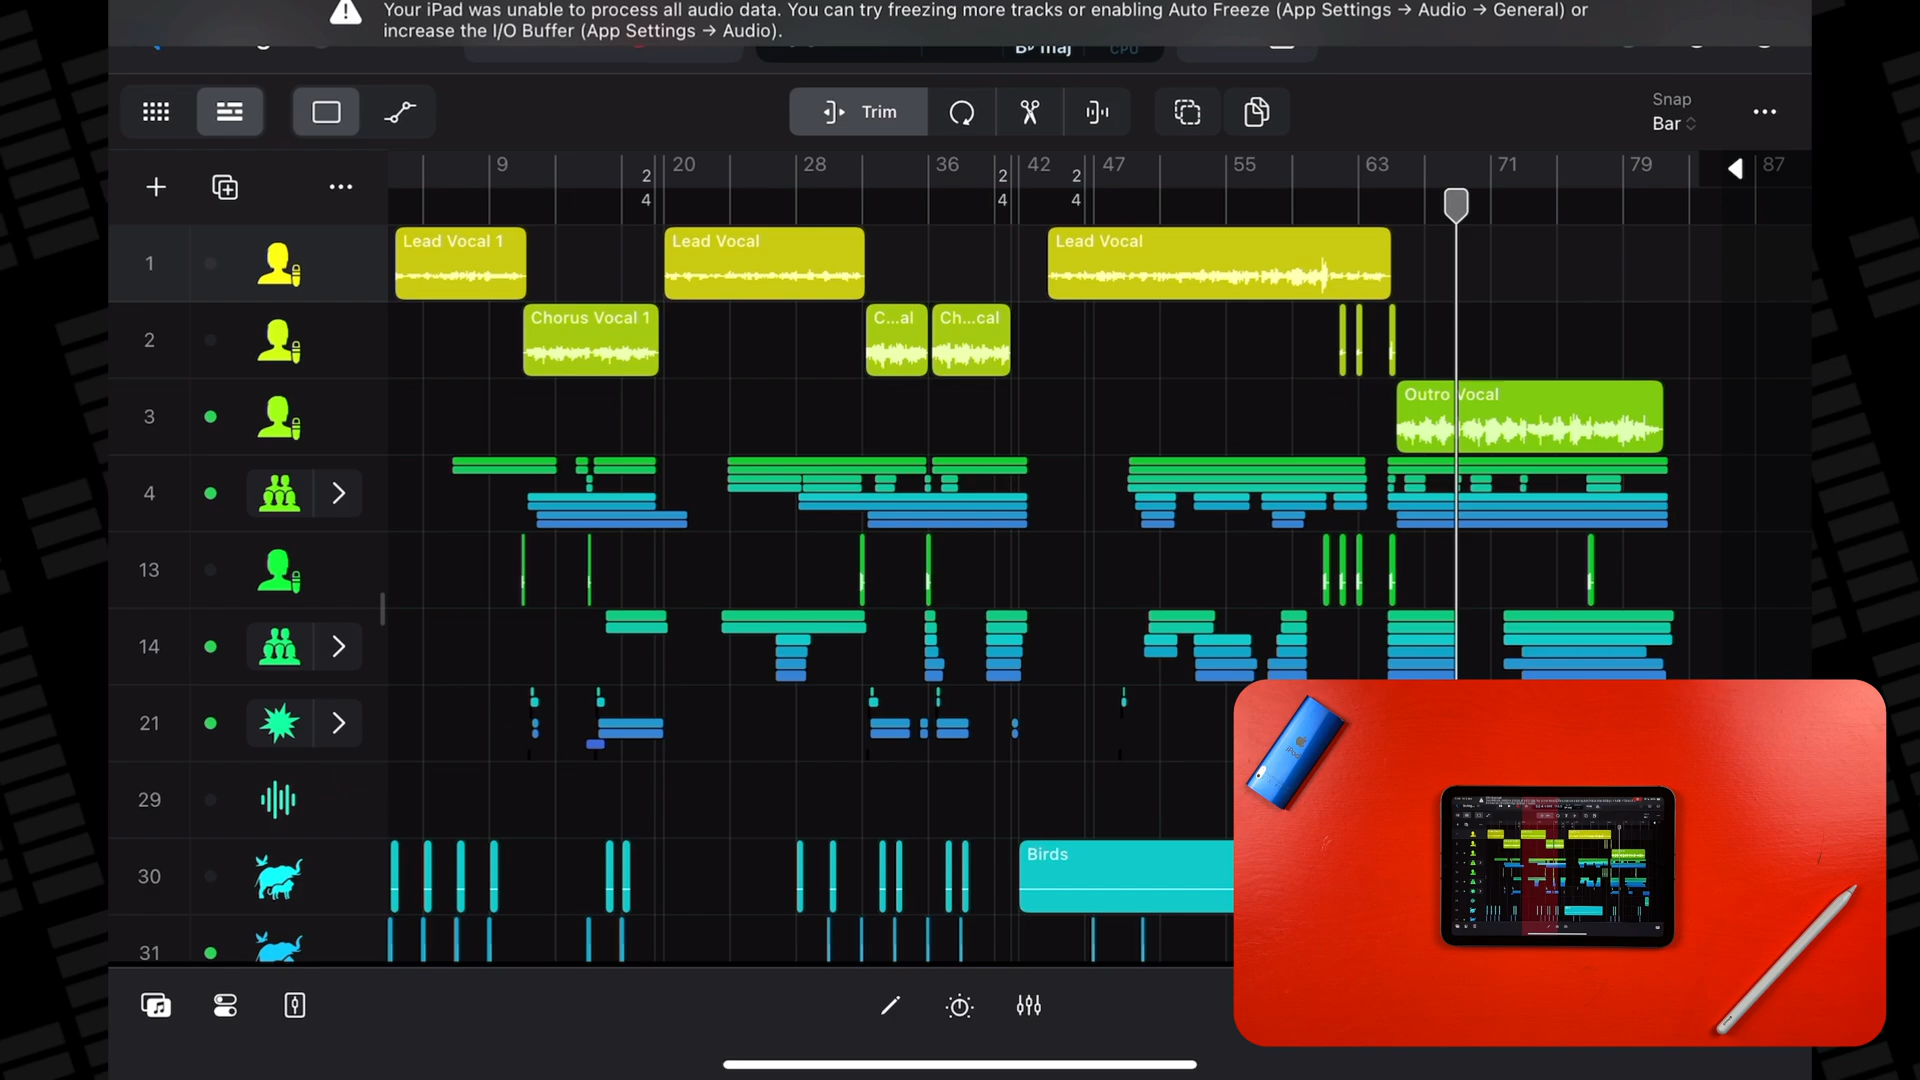 Your iPad was unable to process all audio data. You can try freezing more tracks or enabling Auto Freeze (App Settings → Audio → General) or
increase the I/O Buffer (App Settings → Audio).
B♭ maj
CPU
Trim
Snap
Bar
9
20
28
36
42
47
55
63
71
79
87
2
4
2
4
2
4
1
Lead Vocal 1
Lead Vocal
Lead Vocal
2
Chorus Vocal 1
C...al
Ch...cal
3
Outro Vocal
4
13
14
21
29
30
Birds
31
iPod